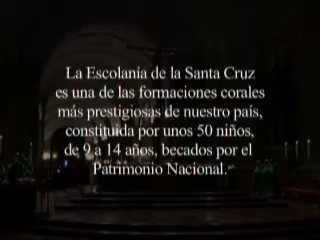 La Escolanía de la Santa Cruz
es una de las formaciones corales
más prestigiosas de nuestro país,
constituida por unos 50 niños,
de 9 a 14 años, becados por el
Patrimonio Nacional.